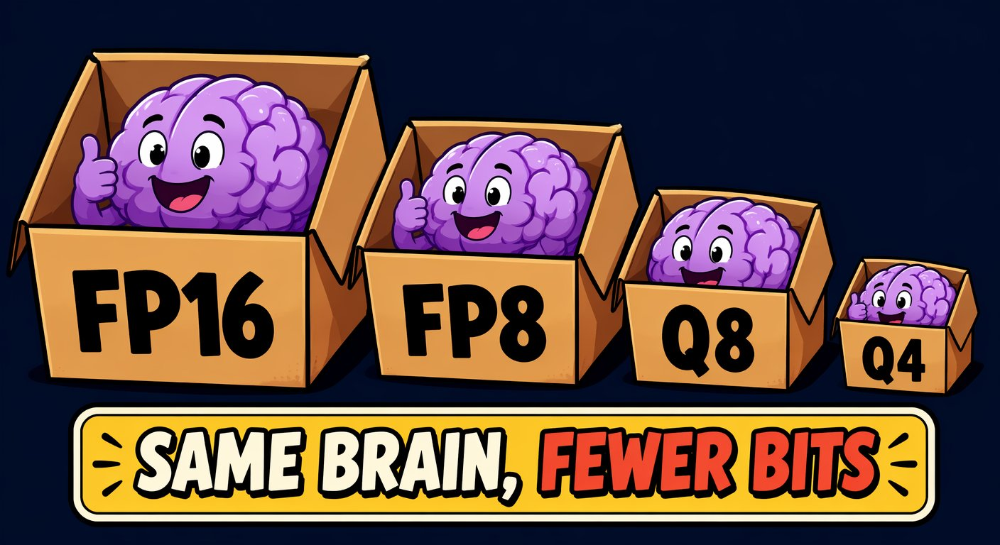 FP16
FP8
Q8
Q4
SAME BRAIN, FEWER BITS